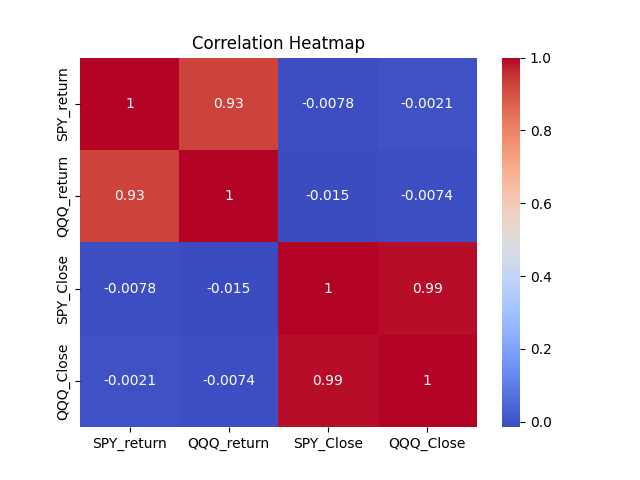 Correlation Heatmap
SPY_return
1
0.93
-0.0078
-0.0021
QQQ_return
0.93
1
-0.015
-0.0074
SPY_Close
-0.0078
-0.015
1
0.99
QQQ_Close
-0.0021
-0.0074
0.99
1
SPY_return
QQQ_return
SPY_Close
QQQ_Close
1.0
0.8
0.6
0.4
0.2
0.0